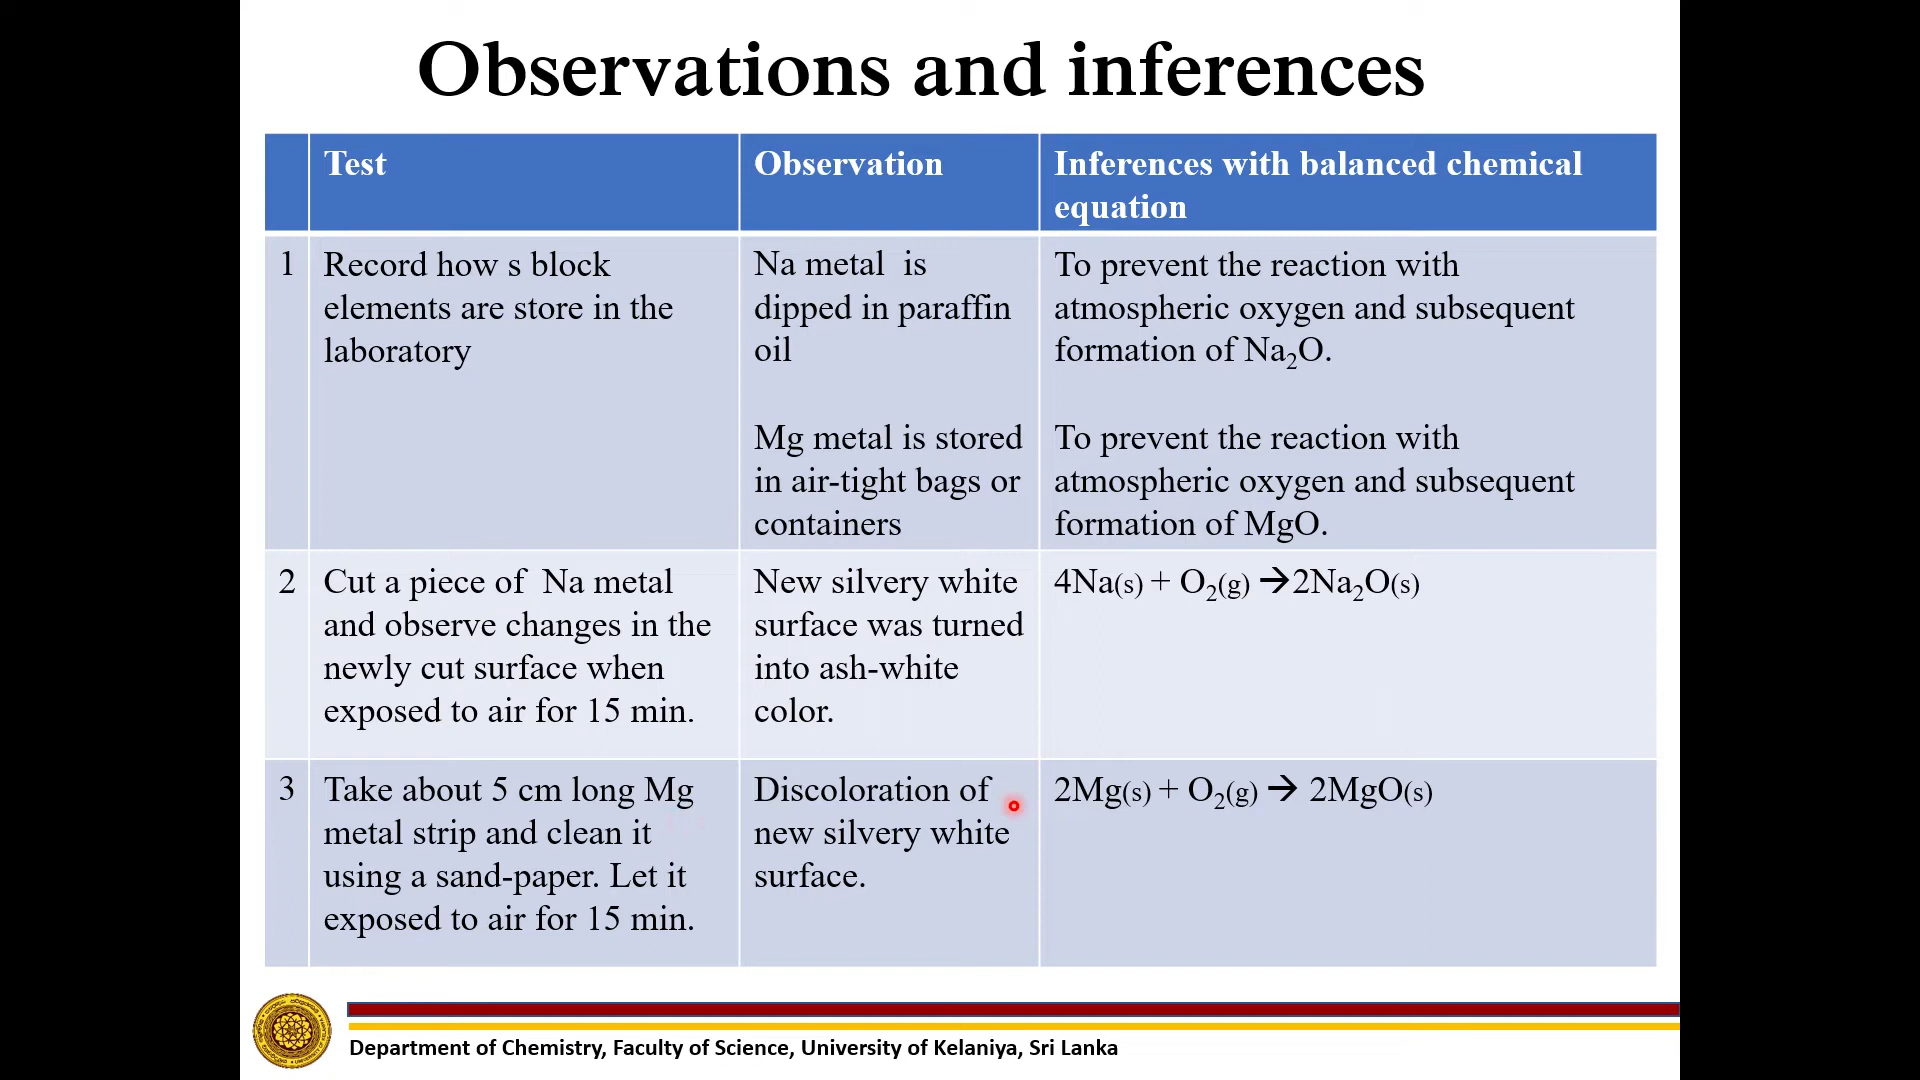 Observations and inferences
Test
Observation
Inferences with balanced chemical
equation
1
Record how s block
elements are store in the
laboratory
Na metal is
dipped in paraffin
oil
Mg metal is stored
in air-tight bags or
containers
To prevent the reaction with
atmospheric oxygen and subsequent
formation of Na₂O.
To prevent the reaction with
atmospheric oxygen and subsequent
formation of MgO.
2
Cut a piece of Na metal
and observe changes in the
newly cut surface when
exposed to air for 15 min.
New silvery white
surface was turned
into ash-white
color.
4Na(s) + O₂(g) →2Na₂O(s)
3
Take about 5 cm long Mg
metal strip and clean it
using a sand-paper. Let it
exposed to air for 15 min.
Discoloration of
new silvery white
surface.
2Mg(s) + O₂(g) → 2MgO(s)
Department of Chemistry, Faculty of Science, University of Kelaniya, Sri Lanka